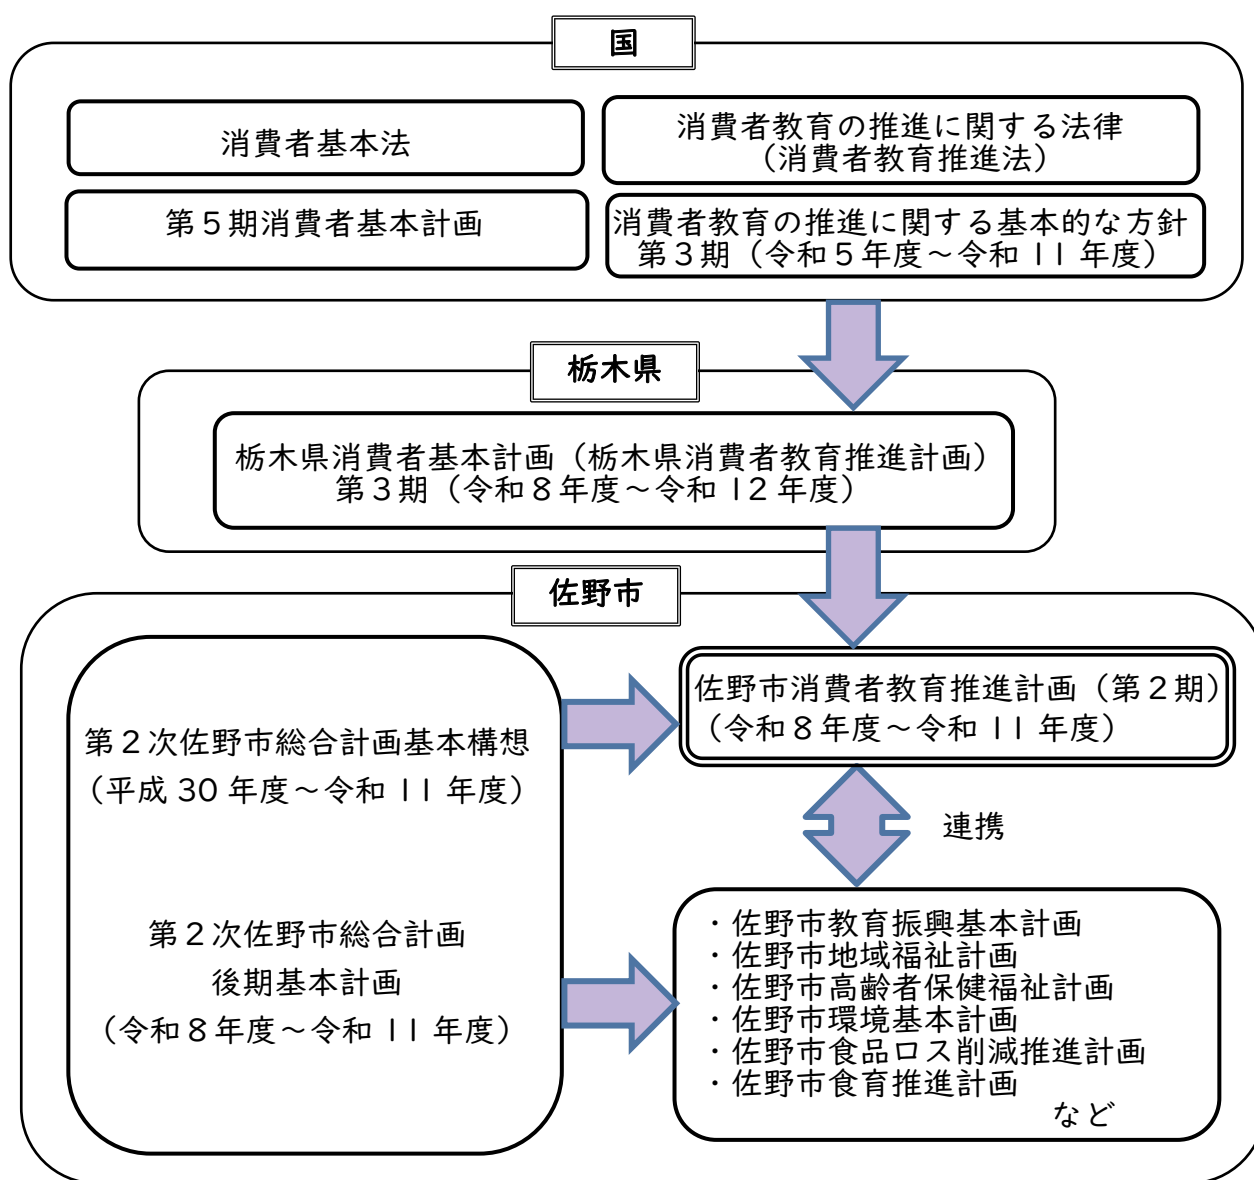 国
消費者基本法
消費者教育の推進に関する法律
（消費者教育推進法）
第５期消費者基本計画
消費者教育の推進に関する基本的な方針
第３期（令和５年度～令和 11 年度）
栃木県
栃木県消費者基本計画（栃木県消費者教育推進計画）
第３期（令和８年度～令和 12 年度）
佐野市
第２次佐野市総合計画基本構想
（平成 30 年度～令和 11 年度）
第２次佐野市総合計画
後期基本計画
（令和８年度～令和 11 年度）
佐野市消費者教育推進計画（第２期）
（令和８年度～令和 11 年度）
連携
・佐野市教育振興基本計画
・佐野市地域福祉計画
・佐野市高齢者保健福祉計画
・佐野市環境基本計画
・佐野市食品ロス削減推進計画
・佐野市食育推進計画
など